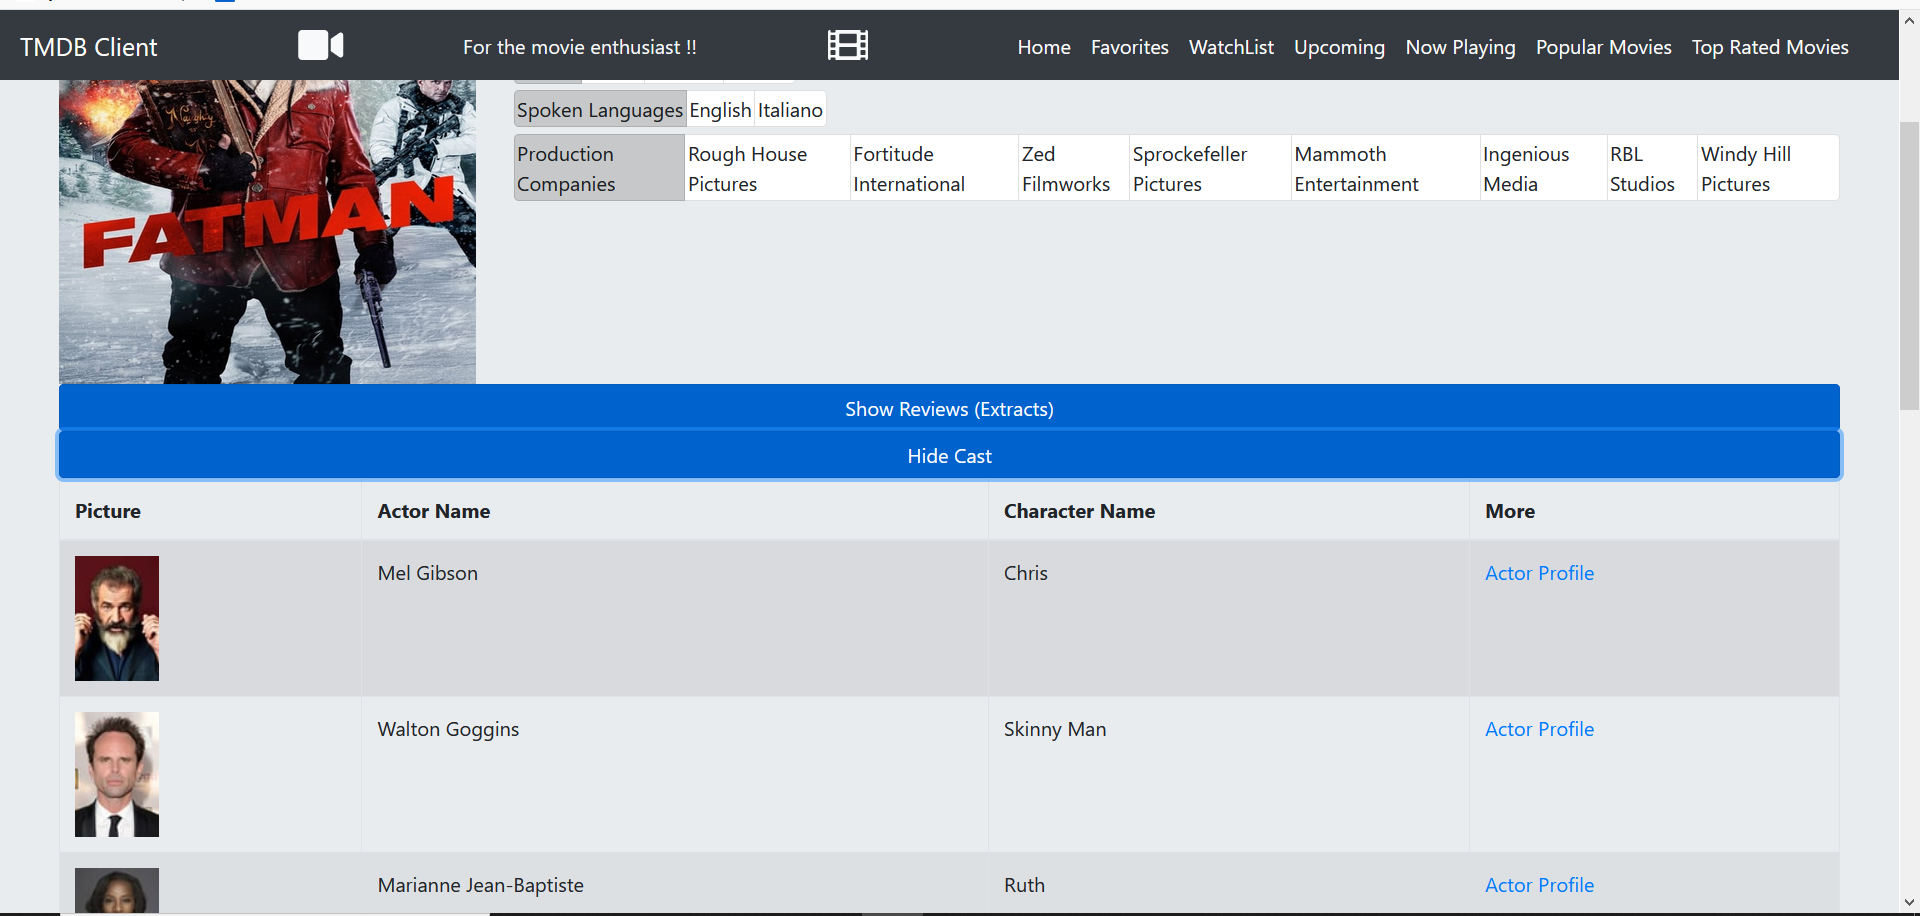 TMDB Client
For the movie enthusiast !!
Home Favorites WatchList Upcoming Now Playing Popular Movies Top Rated Movies
Naughty
FATMAN
Spoken Languages English Italiano
Production Companies
Rough House Pictures
Fortitude International
Zed Filmworks
Sprockefeller Pictures
Mammoth Entertainment
Ingenious Media
RBL Studios
Windy Hill Pictures
Show Reviews (Extracts)
Hide Cast
Picture Actor Name Character Name More
Mel Gibson Chris Actor Profile
Walton Goggins Skinny Man Actor Profile
Marianne Jean-Baptiste Ruth Actor Profile